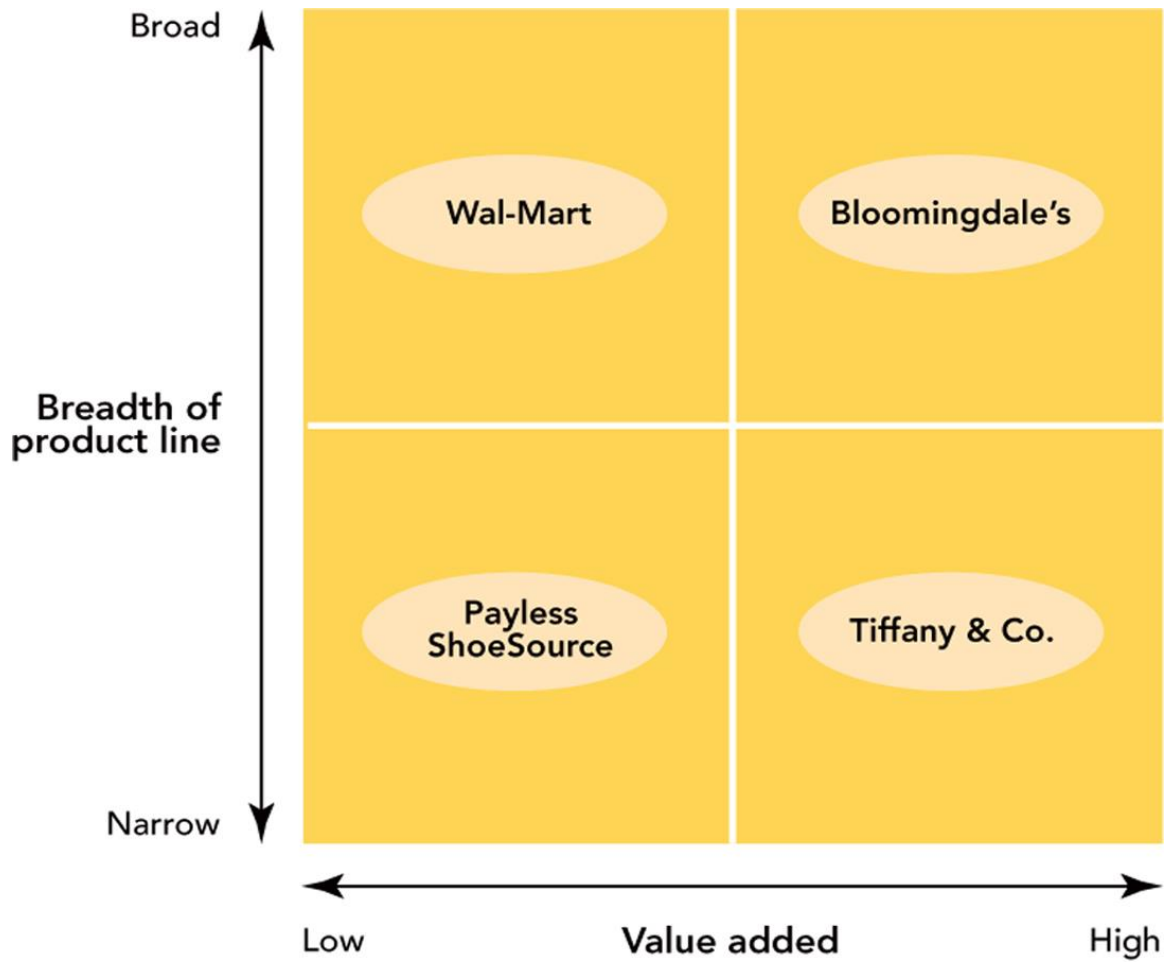 Broad
Wal-Mart
Bloomingdale's
Breadth of
product line
Payless
ShoeSource
Tiffany & Co.
Narrow
Low
Value added
High